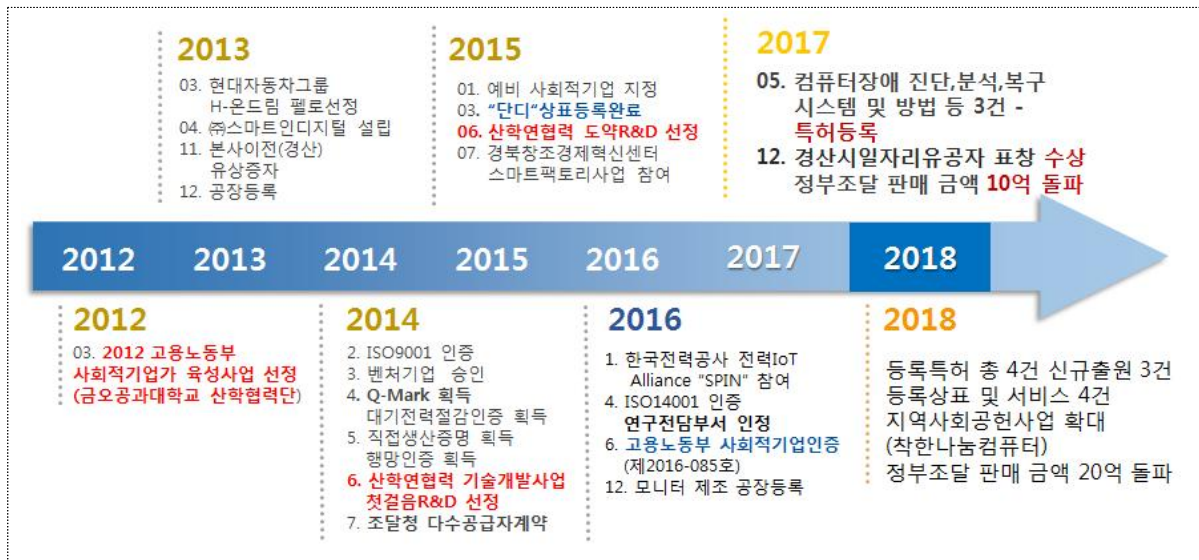 2013
03. 현대자동차그룹
H-온드림 펠로선정
04. ㈜스마트인디지털 설립
11. 본사이전(경산)
유상증자
12. 공장등록
2015
01. 예비 사회적기업 지정
03. "단디"상표등록완료
06. 산학연협력 도약R&D 선정
07. 경북창조경제혁신센터
스마트팩토리사업 참여
2017
05. 컴퓨터장애 진단,분석,복구
시스템 및 방법 등 3건 -
특허등록
12. 경산시일자리유공자 표창 수상
정부조달 판매 금액 10억 돌파
2012 2013 2014 2015 2016 2017 2018
2012
03. 2012 고용노동부
사회적기업가 육성사업 선정
(금오공과대학교 산학협력단)
2014
2. ISO9001 인증
3. 벤처기업 승인
4. Q-Mark 획득
대기전력절감인증 획득
5. 직접생산증명 획득
행망인증 획득
6. 산학연협력 기술개발사업
첫걸음R&D 선정
7. 조달청 다수공급자계약
2016
1. 한국전력공사 전력IoT
Alliance "SPIN" 참여
4. ISO14001 인증
연구전담부서 인정
6. 고용노동부 사회적기업인증
(제2016-085호)
12. 모니터 제조 공장등록
2018
등록특허 총 4건 신규출원 3건
등록상표 및 서비스 4건
지역사회공헌사업 확대
(착한나눔컴퓨터)
정부조달 판매 금액 20억 돌파